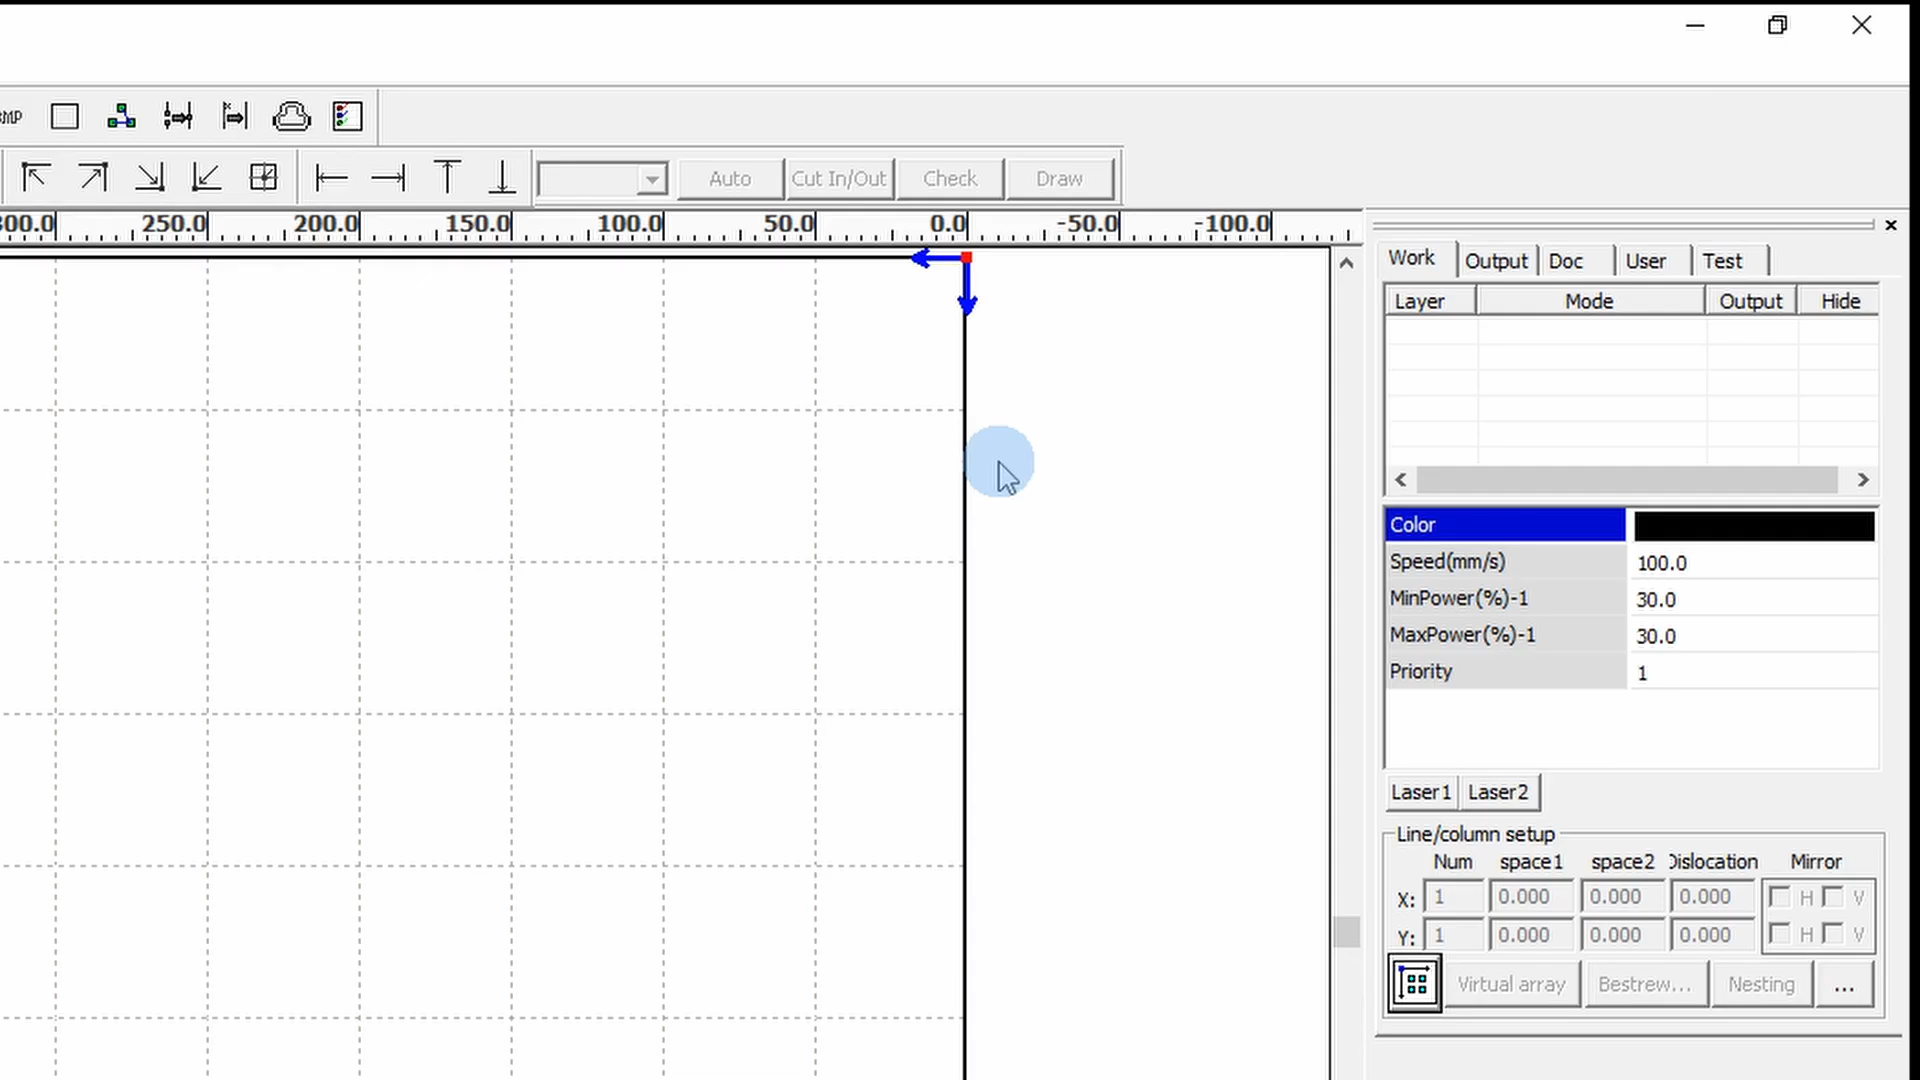 Auto Cut In/Out Check Draw
250.0 200.0 150.0 100.0 50.0 0.0 -50.0 -100.0
Work Output Doc User Test
Layer Mode Output Hide
Color
Speed(mm/s) 100.0
MinPower(%)-1 30.0
MaxPower(%)-1 30.0
Priority 1
Laser1 Laser2
Line/column setup
Num space1 space2 Dislocation Mirror
X: 1 0.000 0.000 0.000 H V
Y: 1 0.000 0.000 0.000 H V
Virtual array Bestrew... Nesting ...